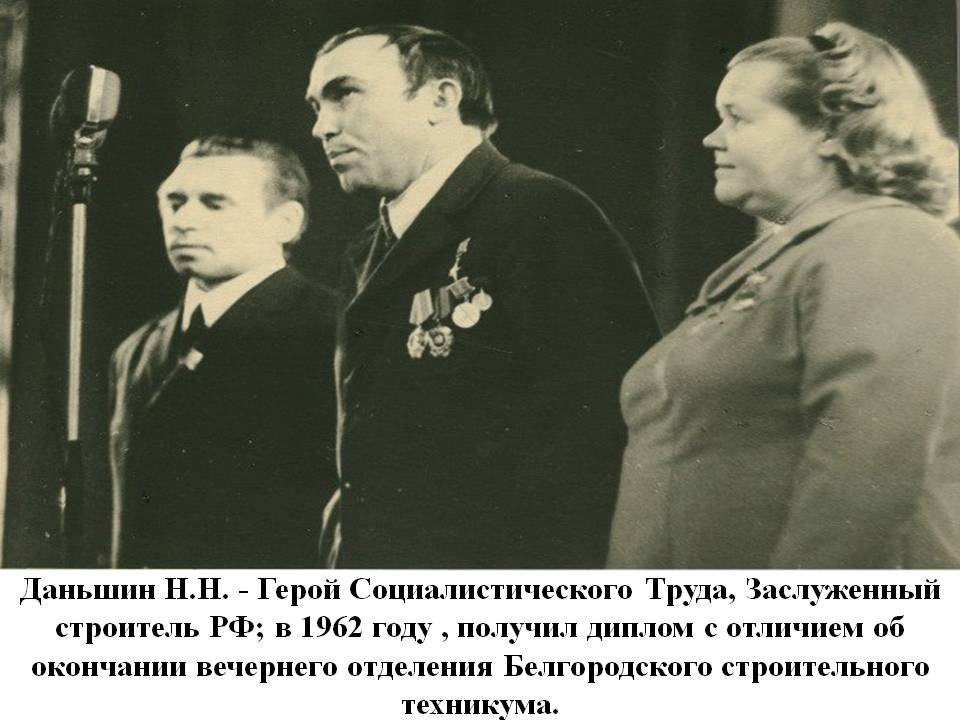 Даньшин Н.Н. - Герой Социалистического Труда, Заслуженный
строитель РФ; в 1962 году , получил диплом с отличием об
окончании вечернего отделения Белгородского строительного
техникума.